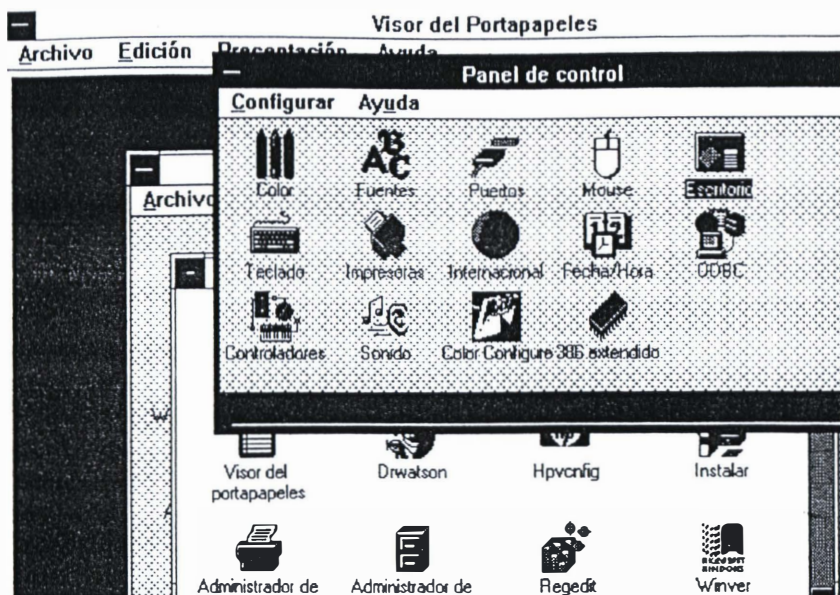 Visor del Portapapeles
Archivo Edición Presentación Ayuda
Panel de control
Configurar Ayuda
Color Fuentes Puertos Mouse Escritorio
Archivo
Teclado Impresoras Internacional Fecha/Hora ODBC
Controladores Sonido Color Configure 386 extendido
Visor del portapapeles Drwatson Hpvcnfig Instalar
Administrador de Administrador de Regedit Winver